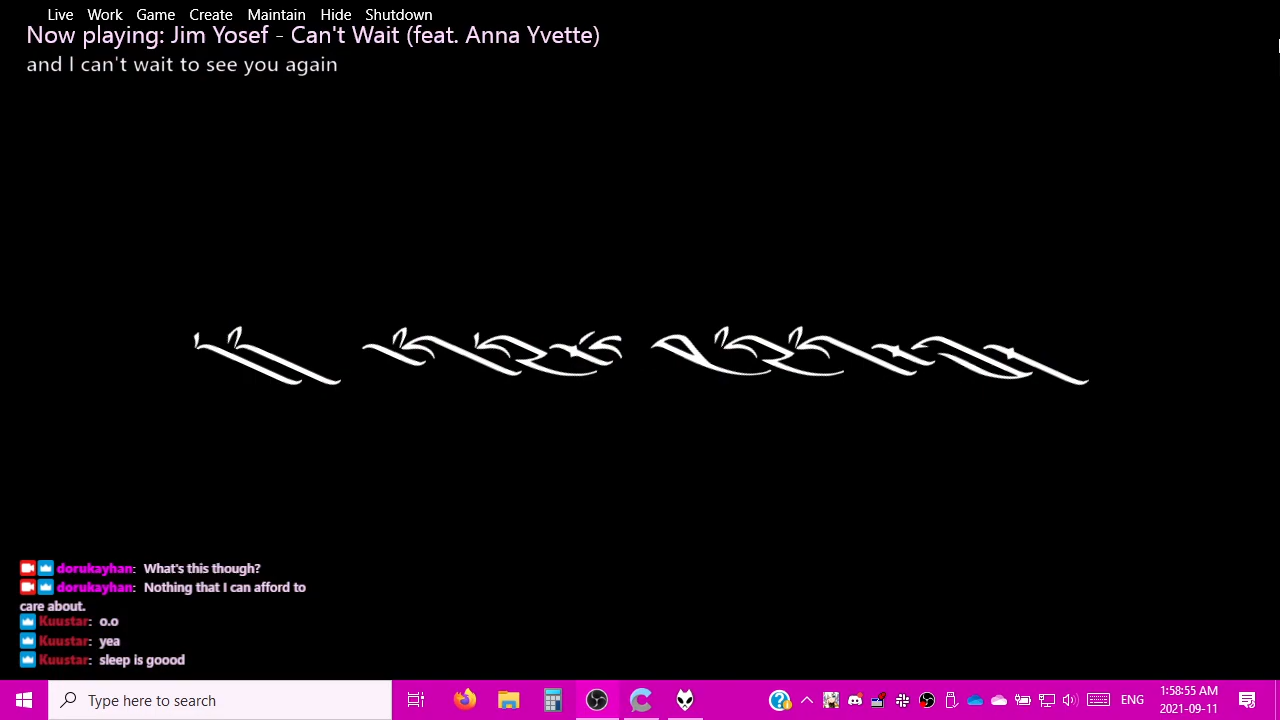 Live Work Game Create Maintain Hide Shutdown
Now playing: Jim Yosef - Can't Wait (feat. Anna Yvette)
and I can't wait to see you again
dorukayhan: What's this though?
dorukayhan: Nothing that I can afford to
care about.
Kuustar: o.o
Kuustar: yea
Kuustar: sleep is goood
Type here to search
ENG
1:58:55 AM
2021-09-11